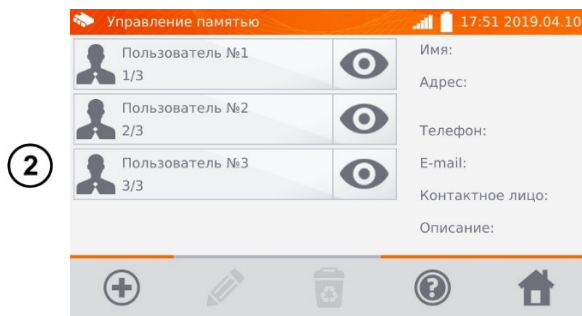 Управление памятью
17:51 2019.04.10
Пользователь №1
1/3
Пользователь №2
2/3
Пользователь №3
3/3
Имя:
Адрес:
Телефон:
E-mail:
Контактное лицо:
Описание:
2